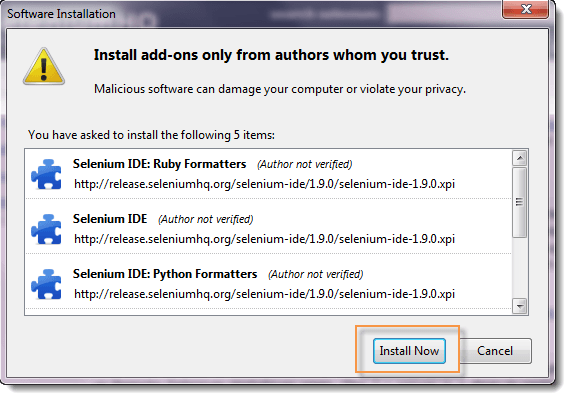 Software Installation
Install add-ons only from authors whom you trust.
Malicious software can damage your computer or violate your privacy.
You have asked to install the following 5 items:
Selenium IDE: Ruby Formatters (Author not verified)
http://release.seleniumhq.org/selenium-ide/1.9.0/selenium-ide-1.9.0.xpi
Selenium IDE (Author not verified)
http://release.seleniumhq.org/selenium-ide/1.9.0/selenium-ide-1.9.0.xpi
Selenium IDE: Python Formatters (Author not verified)
http://release.seleniumhq.org/selenium-ide/1.9.0/selenium-ide-1.9.0.xpi
Install Now Cancel